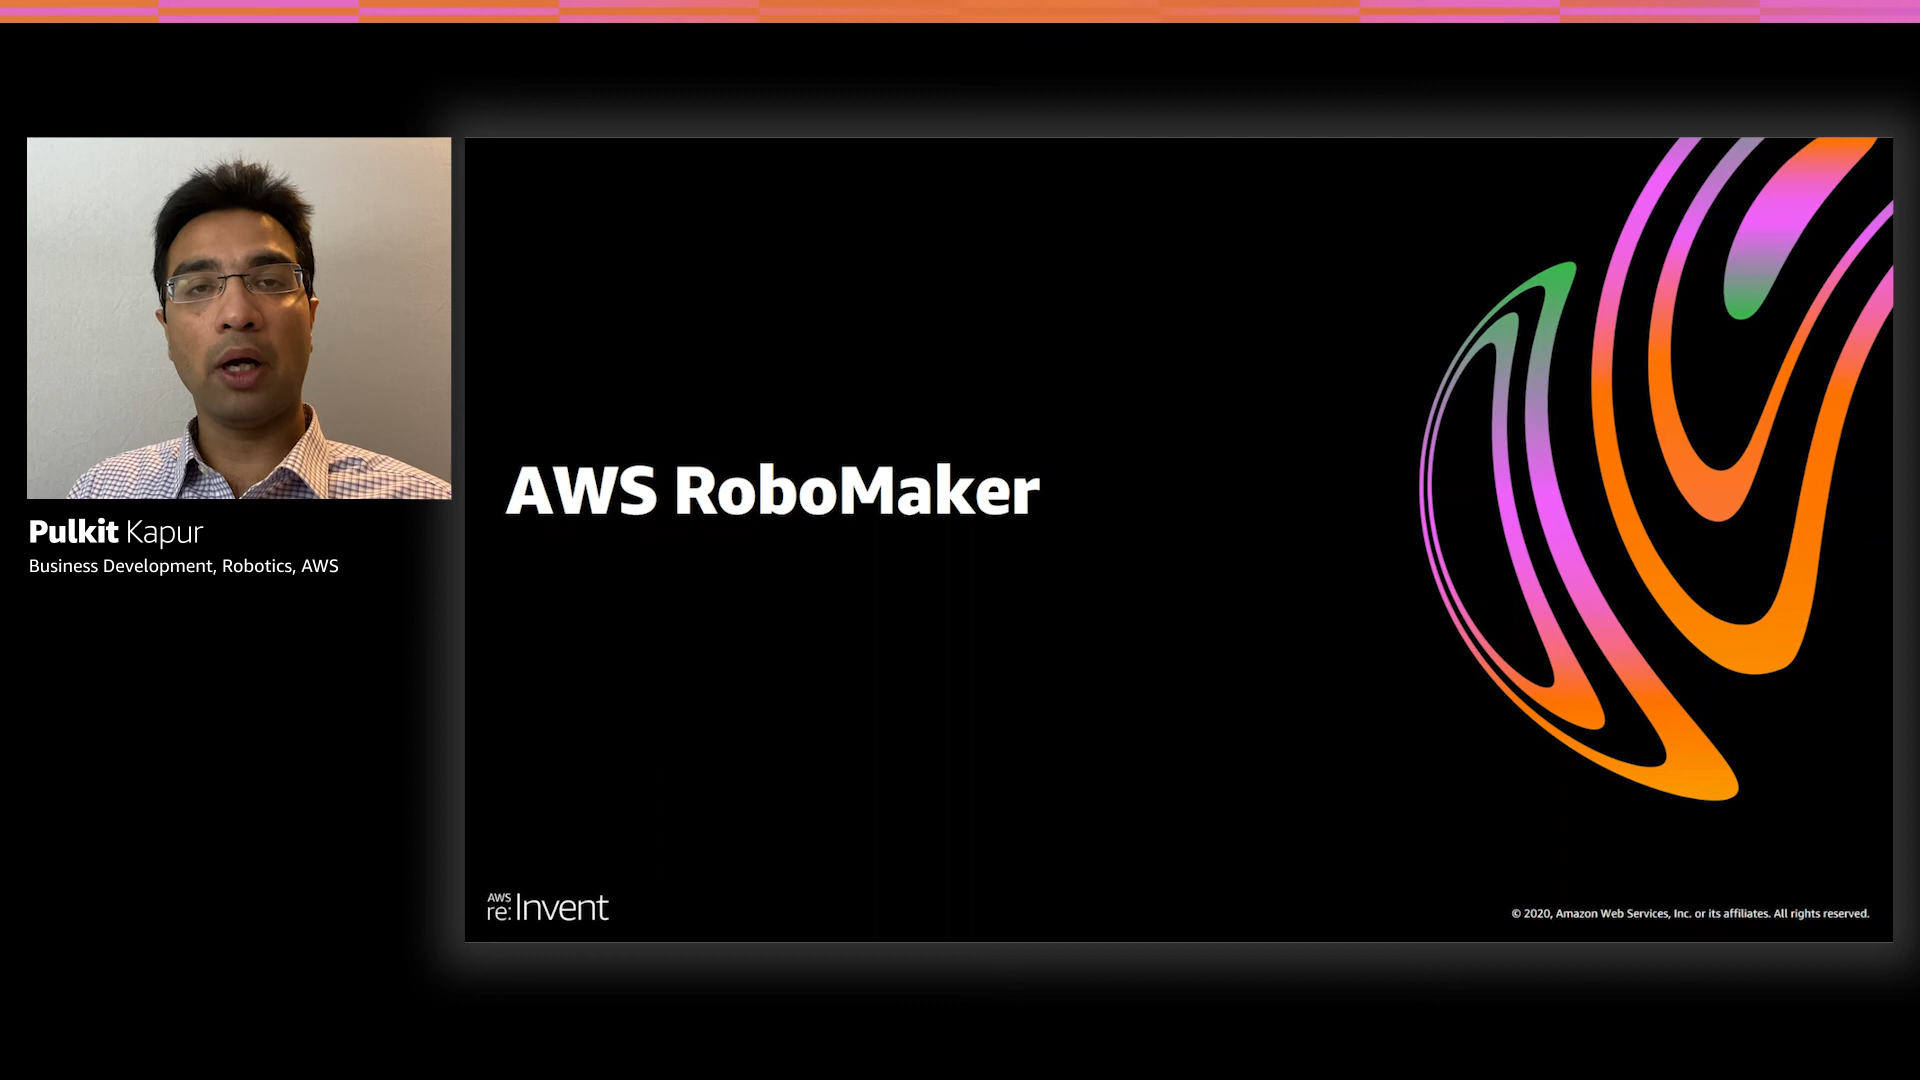 Pulkit Kapur
Business Development, Robotics, AWS
AWS RoboMaker
AWS
re:Invent
© 2020, Amazon Web Services, Inc. or its affiliates. All rights reserved.